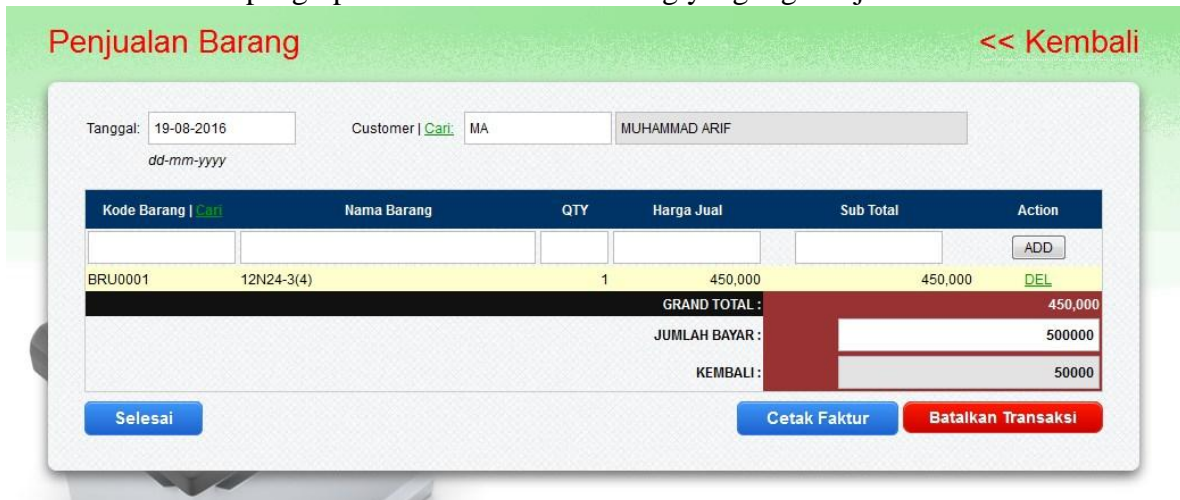 Penjualan Barang << Kembali
Tanggal: 19-08-2016 Customer | Cari: MA MUHAMMAD ARIF
dd-mm-yyyy
Kode Barang | Cari Nama Barang QTY Harga Jual Sub Total Action
ADD
BRU0001 12N24-3(4) 1 450,000 450,000 DEL
GRAND TOTAL : 450,000
JUMLAH BAYAR : 500000
KEMBALI : 50000
Selesai Cetak Faktur Batalkan Transaksi